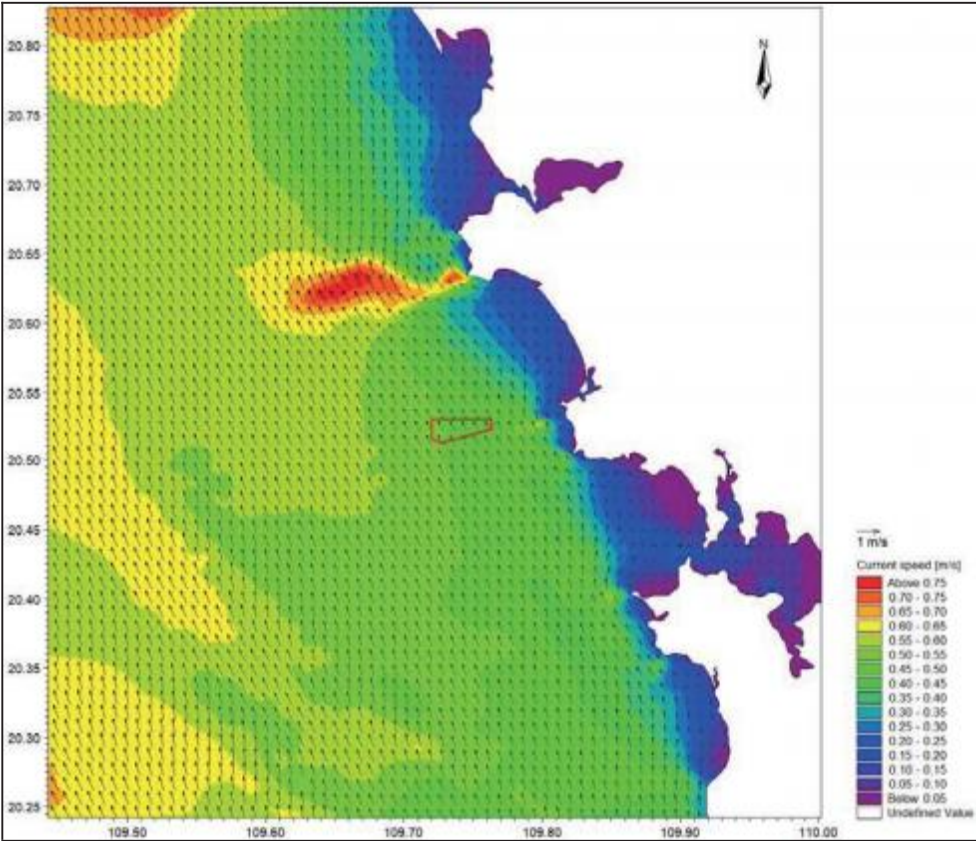 N
20.80
20.75
20.70
20.65
20.60
20.55
20.50
20.45
20.40
20.35
20.30
20.25
109.50 109.60 109.70 109.80 109.90 110.00
1 m/s
Current speed [m/s]
Above 0.75
0.70 - 0.75
0.65 - 0.70
0.60 - 0.65
0.55 - 0.60
0.50 - 0.55
0.45 - 0.50
0.40 - 0.45
0.35 - 0.40
0.30 - 0.35
0.25 - 0.30
0.20 - 0.25
0.15 - 0.20
0.10 - 0.15
0.05 - 0.10
Below 0.05
Undefined Value